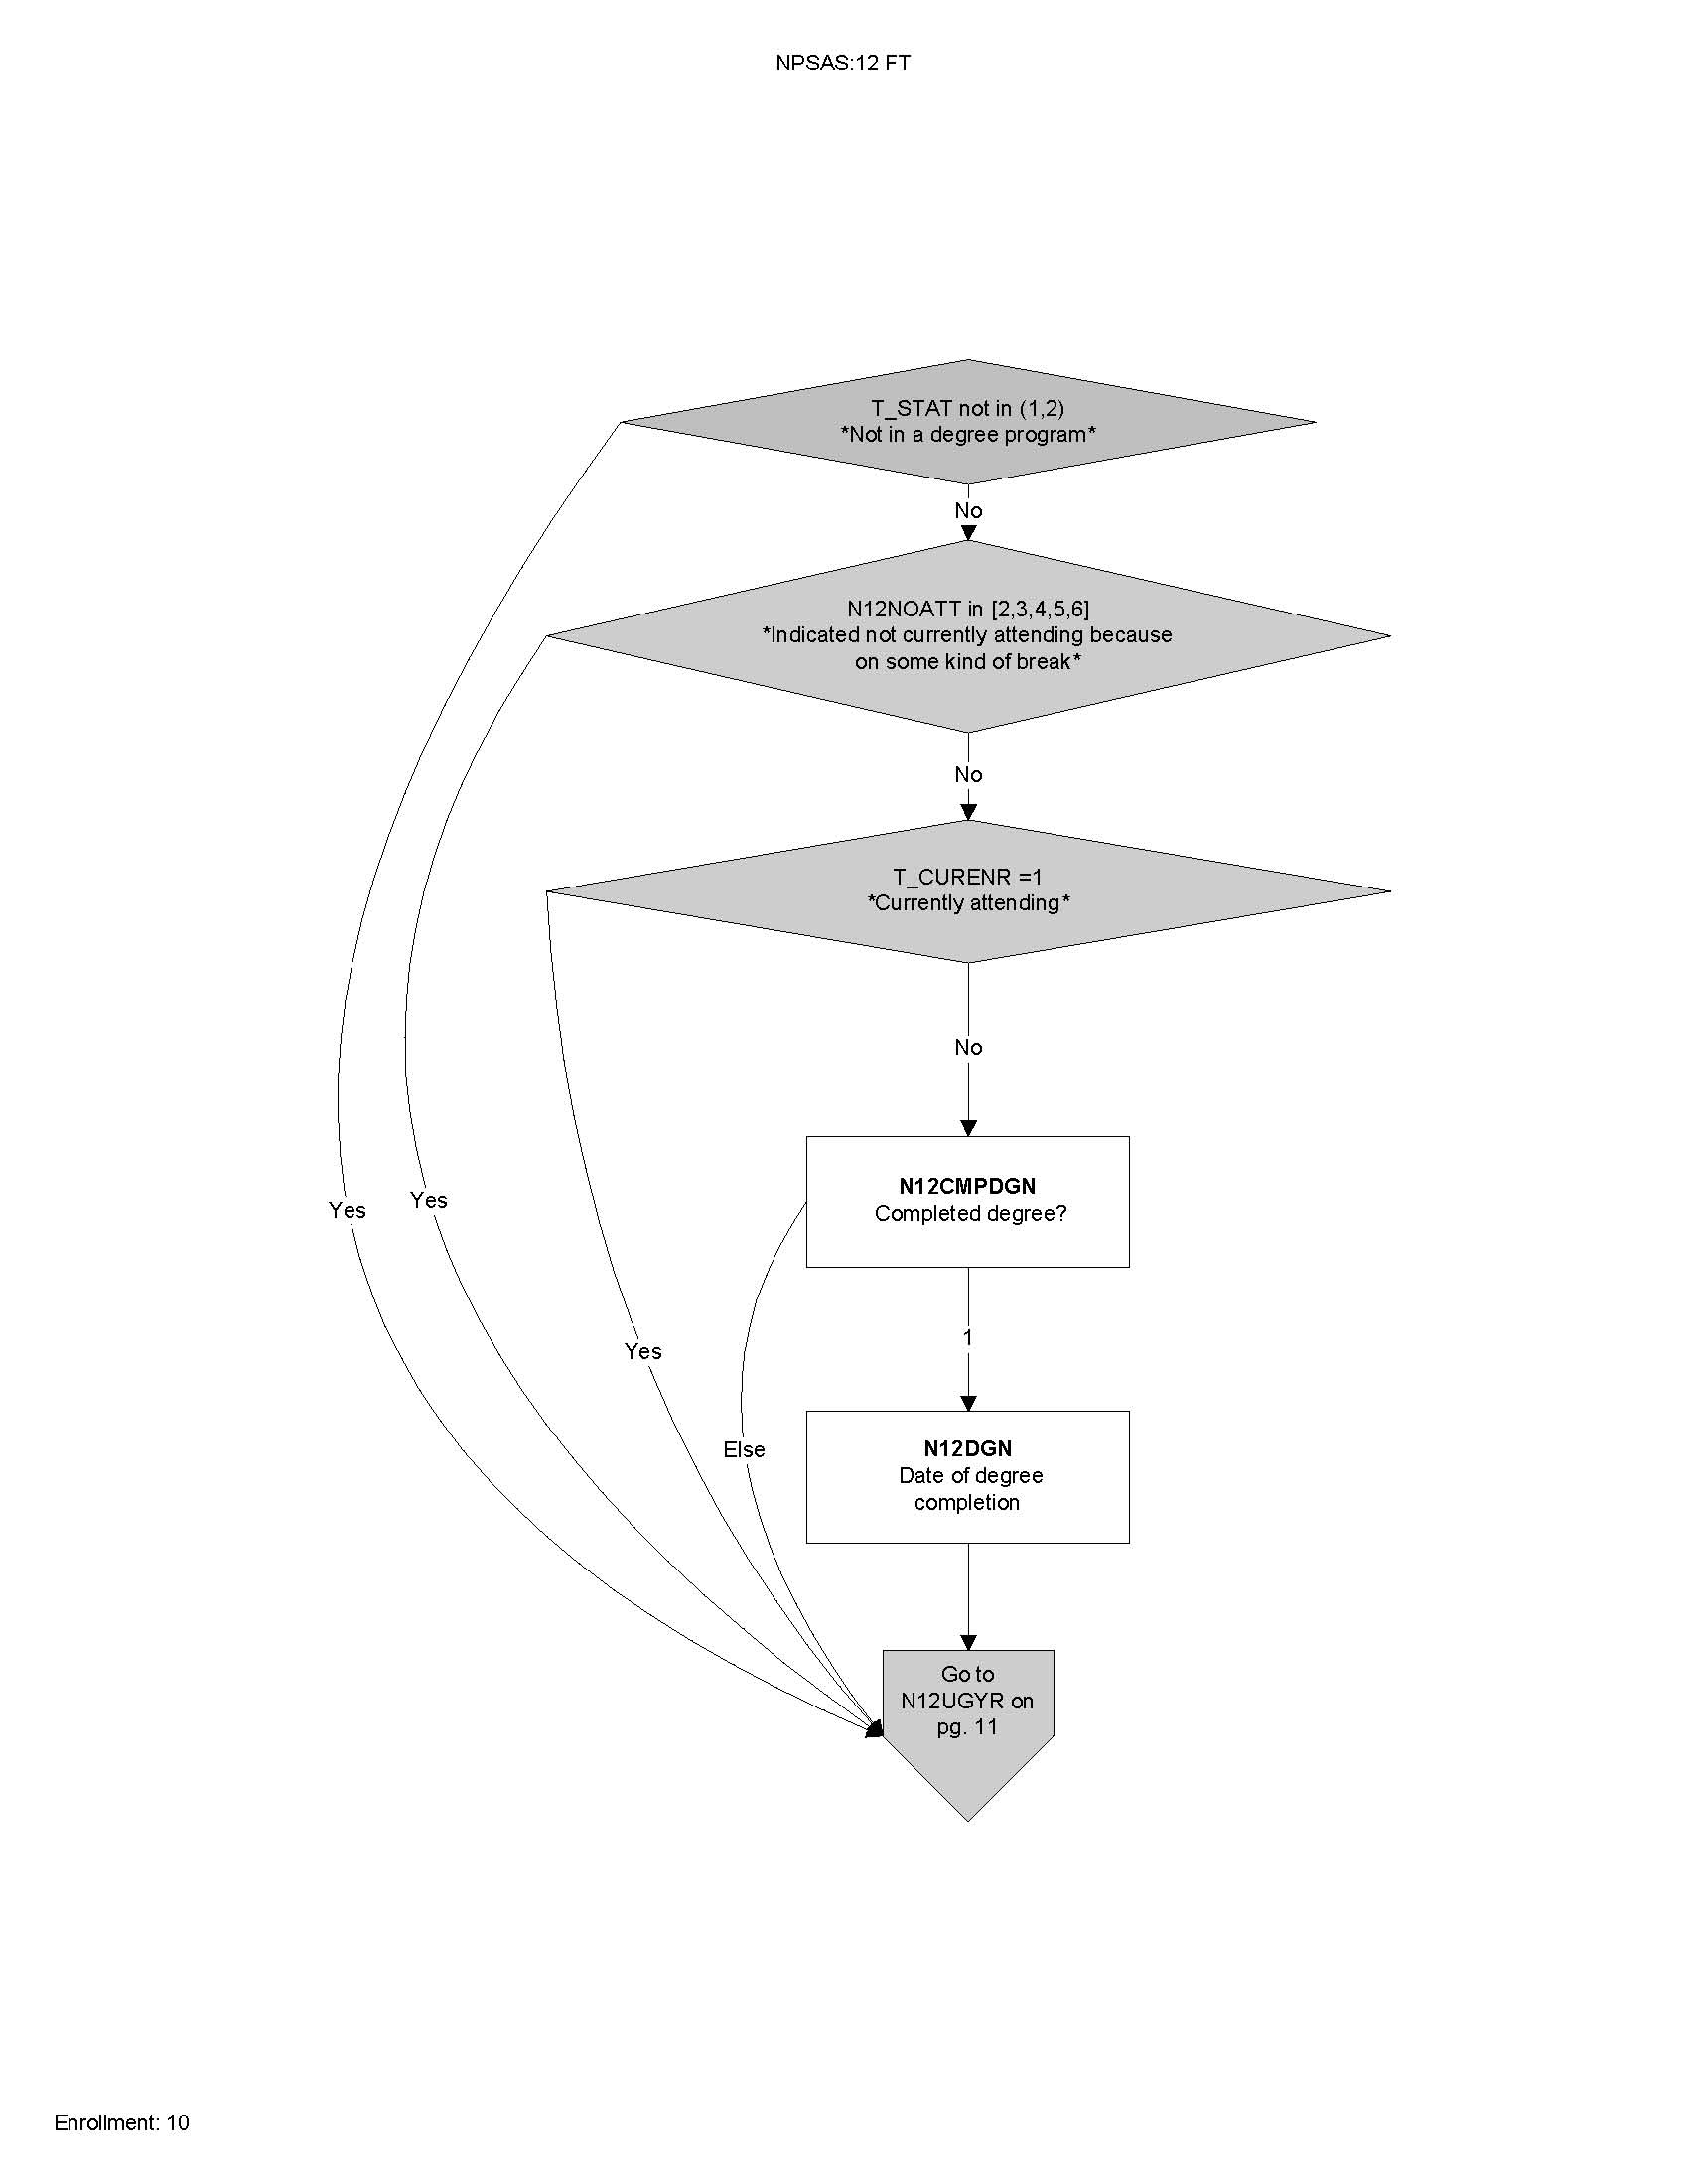 NPSAS:12 FT
T_STAT not in (1,2)
*Not in a degree program*
No
N12NOATT in [2,3,4,5,6]
*Indicated not currently attending because
on some kind of break*
No
T_CURENR =1
*Currently attending*
No
N12CMPDGN
Completed degree?
Yes
Yes
1
Yes
Else
N12DGN
Date of degree
completion
Go to
N12UGYR on
pg. 11
Enrollment: 10